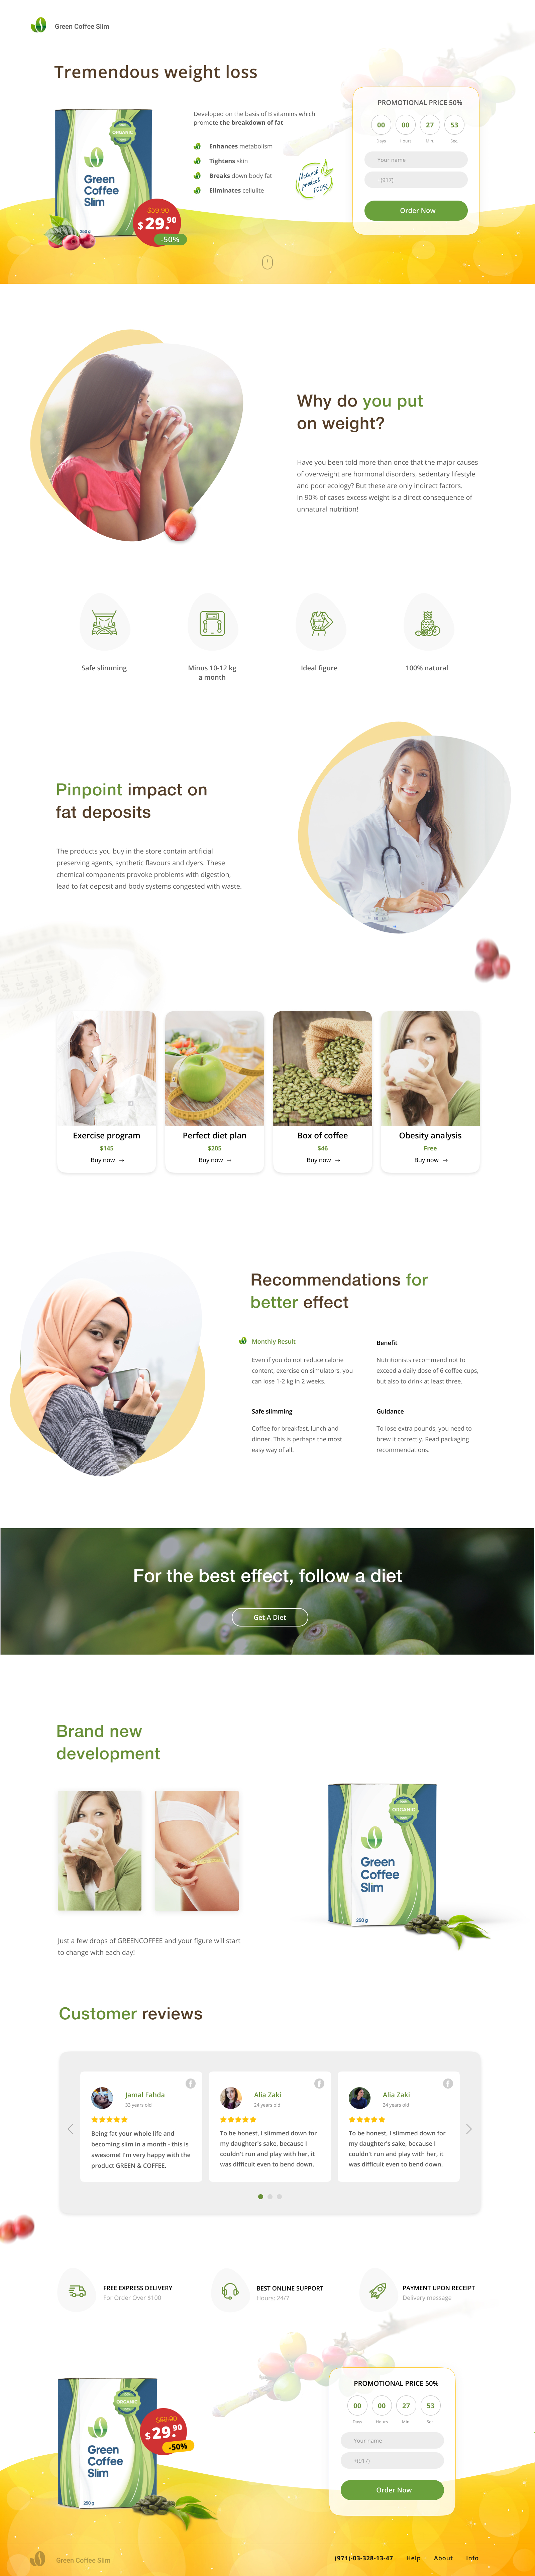 Green Coffee Slim
Tremendous weight loss
Developed on the basis of B vitamins which
promote the breakdown of fat
Enhances metabolism
Tightens skin
Breaks down body fat
Eliminates cellulite
ORGANIC
Green
Coffee
Slim
250 g
$59.90
$29.90
-50%
Natural
product
100%
PROMOTIONAL PRICE 50%
00 00 27 53
Days Hours Min. Sec.
Your name
+(917)
Order Now
Why do you put
on weight?
Have you been told more than once that the major causes
of overweight are hormonal disorders, sedentary lifestyle
and poor ecology? But these are only indirect factors.
In 90% of cases excess weight is a direct consequence of
unnatural nutrition!
Safe slimming
Minus 10-12 kg
a month
Ideal figure
100% natural
Pinpoint impact on
fat deposits
The products you buy in the store contain artificial
preserving agents, synthetic flavours and dyers. These
chemical components provoke problems with digestion,
lead to fat deposit and body systems congested with waste.
Exercise program
$145
Buy now →
Perfect diet plan
$205
Buy now →
Box of coffee
$46
Buy now →
Obesity analysis
Free
Buy now →
Recommendations for
better effect
Monthly Result
Even if you do not reduce calorie
content, exercise on simulators, you
can lose 1-2 kg in 2 weeks.
Benefit
Nutritionists recommend not to
exceed a daily dose of 6 coffee cups,
but also to drink at least three.
Safe slimming
Coffee for breakfast, lunch and
dinner. This is perhaps the most
easy way of all.
Guidance
To lose extra pounds, you need to
brew it correctly. Read packaging
recommendations.
For the best effect, follow a diet
Get A Diet
Brand new
development
Just a few drops of GREENCOFFEE and your figure will start
to change with each day!
ORGANIC
Green
Coffee
Slim
250 g
Customer reviews
Jamal Fahda
33 years old
Being fat your whole life and
becoming slim in a month - this is
awesome! I'm very happy with the
product GREEN & COFFEE.
Alia Zaki
24 years old
To be honest, I slimmed down for
my daughter's sake, because I
couldn't run and play with her, it
was difficult even to bend down.
Alia Zaki
24 years old
To be honest, I slimmed down for
my daughter's sake, because I
couldn't run and play with her, it
was difficult even to bend down.
FREE EXPRESS DELIVERY
For Order Over $100
BEST ONLINE SUPPORT
Hours: 24/7
PAYMENT UPON RECEIPT
Delivery message
ORGANIC
Green
Coffee
Slim
250 g
$59.90
$29.90
-50%
PROMOTIONAL PRICE 50%
00 00 27 53
Days Hours Min. Sec.
Your name
+(917)
Order Now
Green Coffee Slim
(971)-03-328-13-47 Help About Info